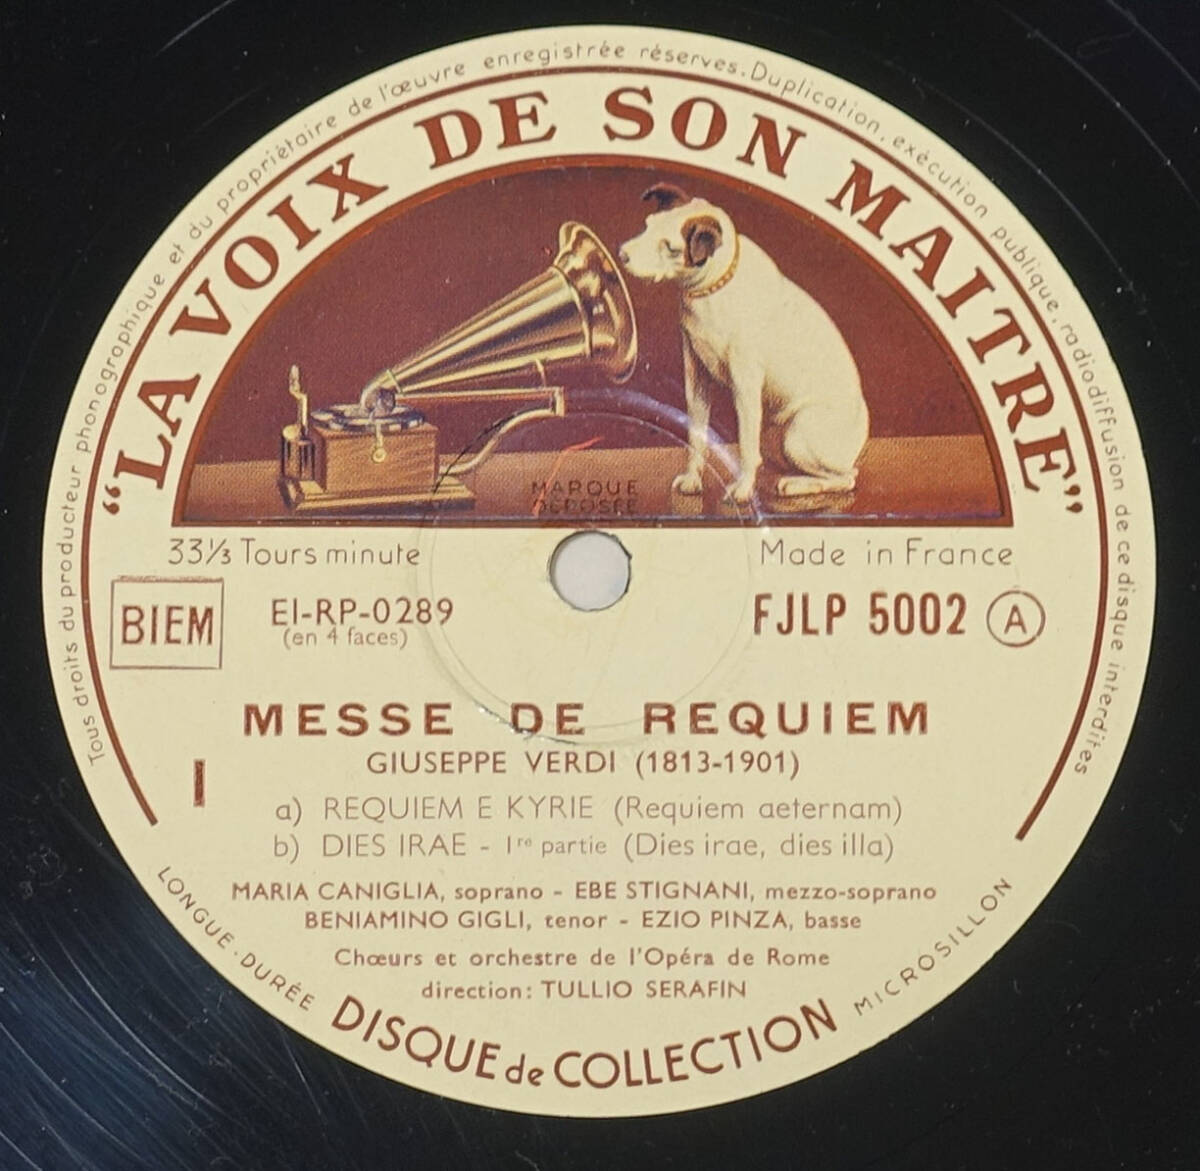 Tous droits du producteur phonographique et du propriétaire de l'œuvre enregistrée réservés. Duplication, exécution publique, radiodiffusion de ce disque interdites
"LA VOIX DE SON MAITRE"
MARQUE DÉPOSÉE
33⅓ Tours minute
Made in France
BIEM
EI-RP-0289
(en 4 faces)
FJLP 5002 A
MESSE DE REQUIEM
GIUSEPPE VERDI (1813-1901)
I
a) REQUIEM E KYRIE (Requiem aeternam)
b) DIES IRAE - Iʳᵉ partie (Dies irae, dies illa)
MARIA CANIGLIA, soprano - EBE STIGNANI, mezzo-soprano
BENIAMINO GIGLI, tenor - EZIO PINZA, basse
Chœurs et orchestre de l'Opéra de Rome
direction: TULLIO SERAFIN
LONGUE-DURÉE
DISQUE de COLLECTION
MICROSILLON